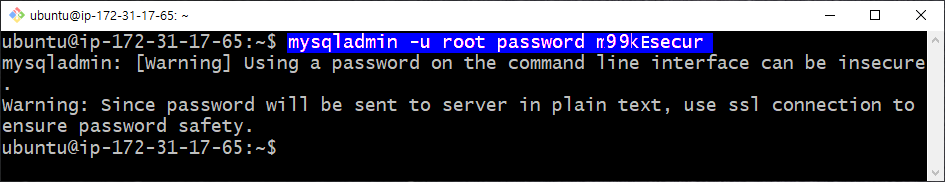 ubuntu@ip-172-31-17-65: ~
ubuntu@ip-172-31-17-65:~$ mysqladmin -u root password
mysqladmin: [Warning] Using a password on the command line interface can be insecure
.
Warning: Since password will be sent to server in plain text, use ssl connection to
ensure password safety.
ubuntu@ip-172-31-17-65:~$